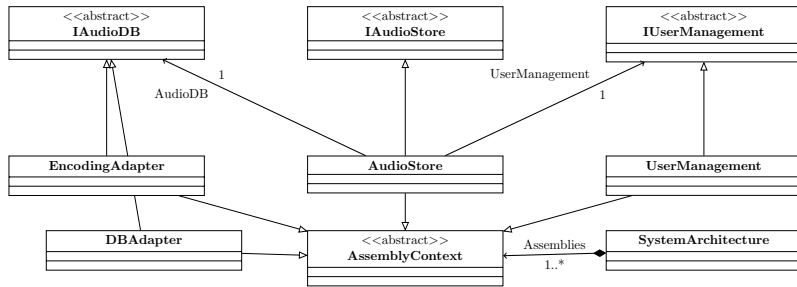 <<abstract>>
IAudioDB
<<abstract>>
IAudioStore
<<abstract>>
IUserManagement
1
AudioDB
UserManagement
1
EncodingAdapter
AudioStore
UserManagement
DBAdapter
<<abstract>>
AssemblyContext
Assemblies
1..*
SystemArchitecture